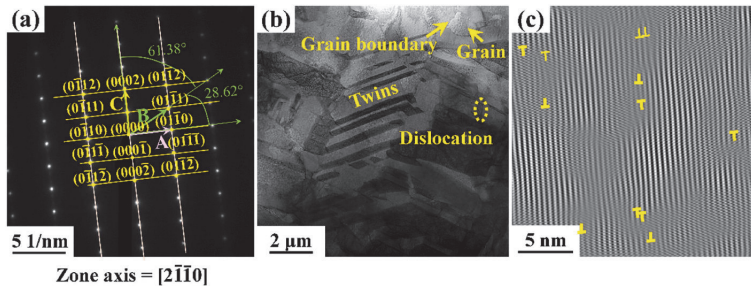 (a)
61.38°
(01̄12) (0002) (011̄2)
28.62°
(01̄11) (011̄1)
C
B
(01̄10) (0000) (011̄0)
A
(01̄11̄) (0001̄) (011̄1̄)
(01̄12̄) (0002̄) (011̄2̄)
5 1/nm
Zone axis = [21̄1̄0]
(b)
Grain boundary Grain
Twins
Dislocation
2 μm
(c)
5 nm